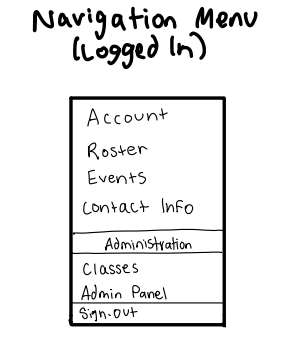 Navigation Menu
(Logged In)
Account
Roster
Events
Contact Info
Administration
Classes
Admin Panel
Sign-Out